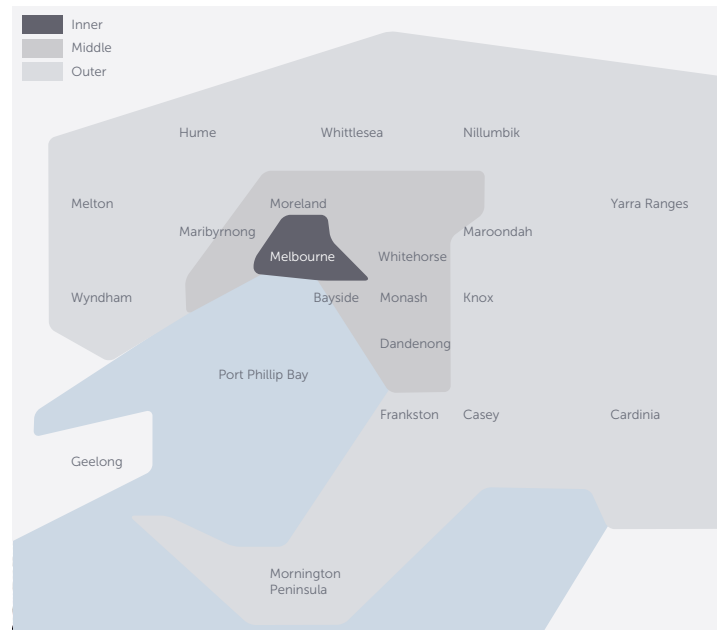 Inner
Middle
Outer
Hume
Whittlesea
Nillumbik
Melton
Moreland
Yarra Ranges
Maribyrnong
Maroondah
Melbourne
Whitehorse
Wyndham
Bayside
Monash
Knox
Dandenong
Port Phillip Bay
Frankston
Casey
Cardinia
Geelong
Mornington
Peninsula